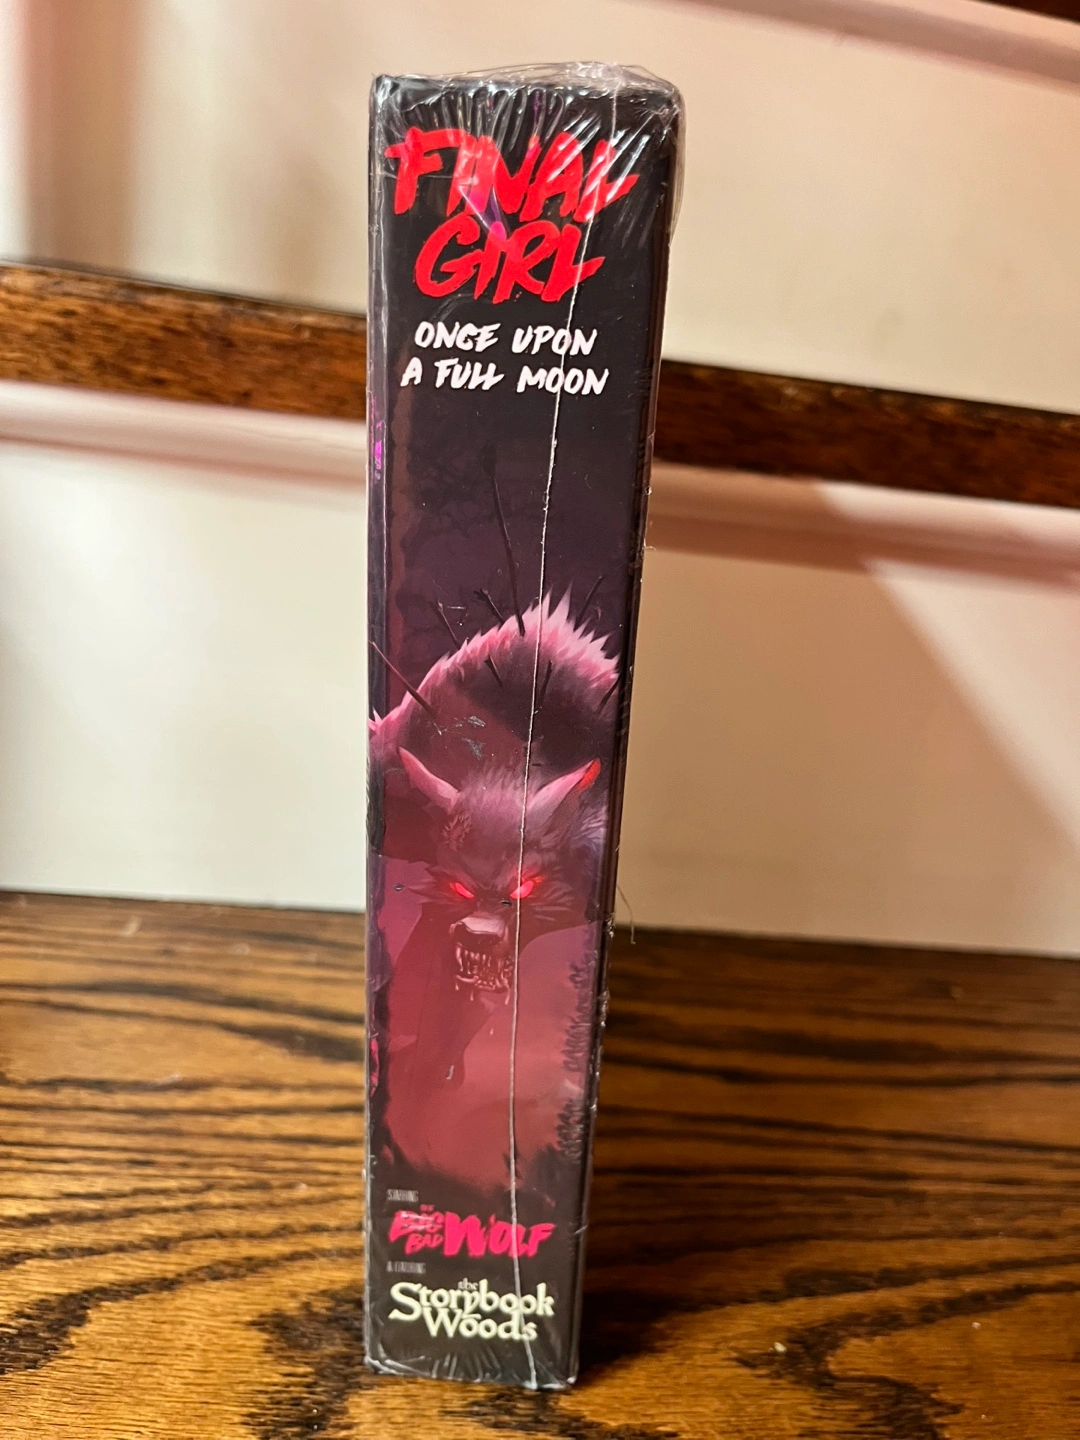 FINAL
GIRL
ONCE UPON
A FULL MOON
STARRING
THE
BIG
BAD WOLF
& FEATURING
the
Storybook
Woods